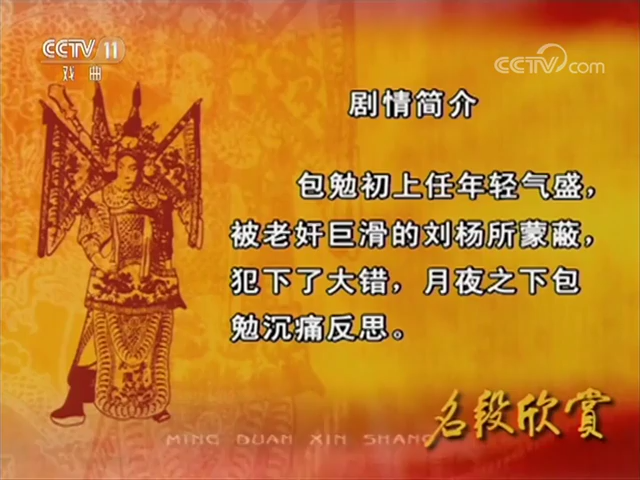 CCTV 11
戏曲
CCTV.com
剧情简介
包勉初上任年轻气盛，
被老奸巨滑的刘杨所蒙蔽，
犯下了大错，月夜之下包
勉沉痛反思。
名段欣赏
MING DUAN XIN SHANG